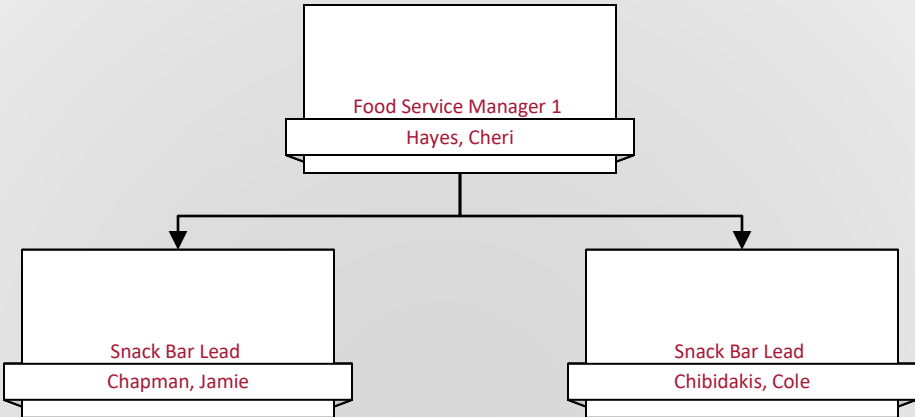 Food Service Manager 1
Hayes, Cheri
Snack Bar Lead
Chapman, Jamie
Snack Bar Lead
Chibidakis, Cole